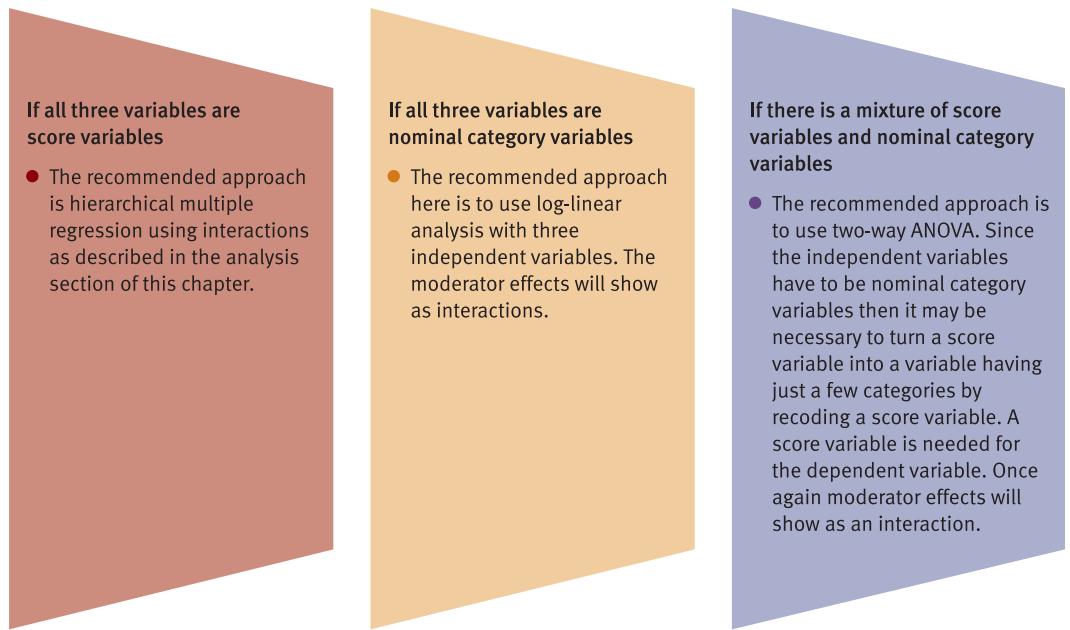 If all three variables are
score variables
● The recommended approach
is hierarchical multiple
regression using interactions
as described in the analysis
section of this chapter.
If all three variables are
nominal category variables
● The recommended approach
here is to use log-linear
analysis with three
independent variables. The
moderator effects will show
as interactions.
If there is a mixture of score
variables and nominal category
variables
● The recommended approach is
to use two-way ANOVA. Since
the independent variables
have to be nominal category
variables then it may be
necessary to turn a score
variable into a variable having
just a few categories by
recoding a score variable. A
score variable is needed for
the dependent variable. Once
again moderator effects will
show as an interaction.